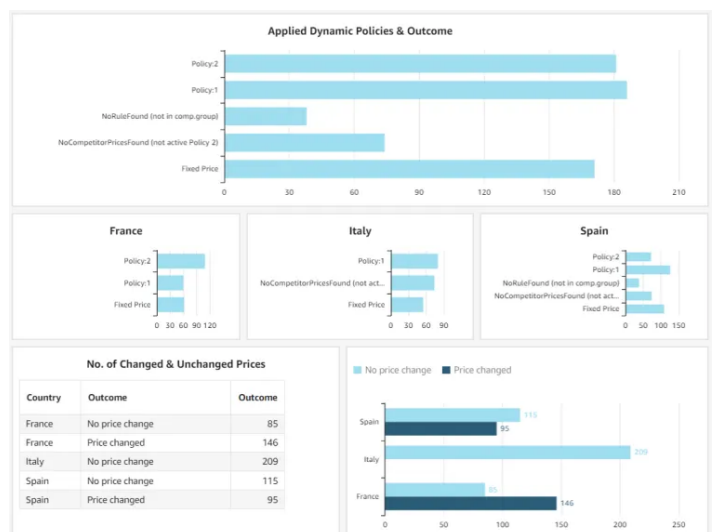 Applied Dynamic Policies & Outcome
Policy:2
Policy:1
NoRuleFound (not in comp.group)
NoCompetitorPricesFound (not active Policy 2)
Fixed Price
0 30 60 90 120 150 180 210
France
Policy:2
Policy:1
Fixed Price
0 30 60 90 120
Italy
Policy:1
NoCompetitorPricesFound (not act...
Fixed Price
0 30 60 90
Spain
Policy:2
Policy:1
NoRuleFound (not in comp.group)
NoCompetitorPricesFound (not act...
Fixed Price
0 50 100 150
No. of Changed & Unchanged Prices
Country Outcome Outcome
France No price change 85
France Price changed 146
Italy No price change 209
Spain No price change 115
Spain Price changed 95
No price change Price changed
Spain 115
95
Italy 209
France 85
146
0 50 100 150 200 250